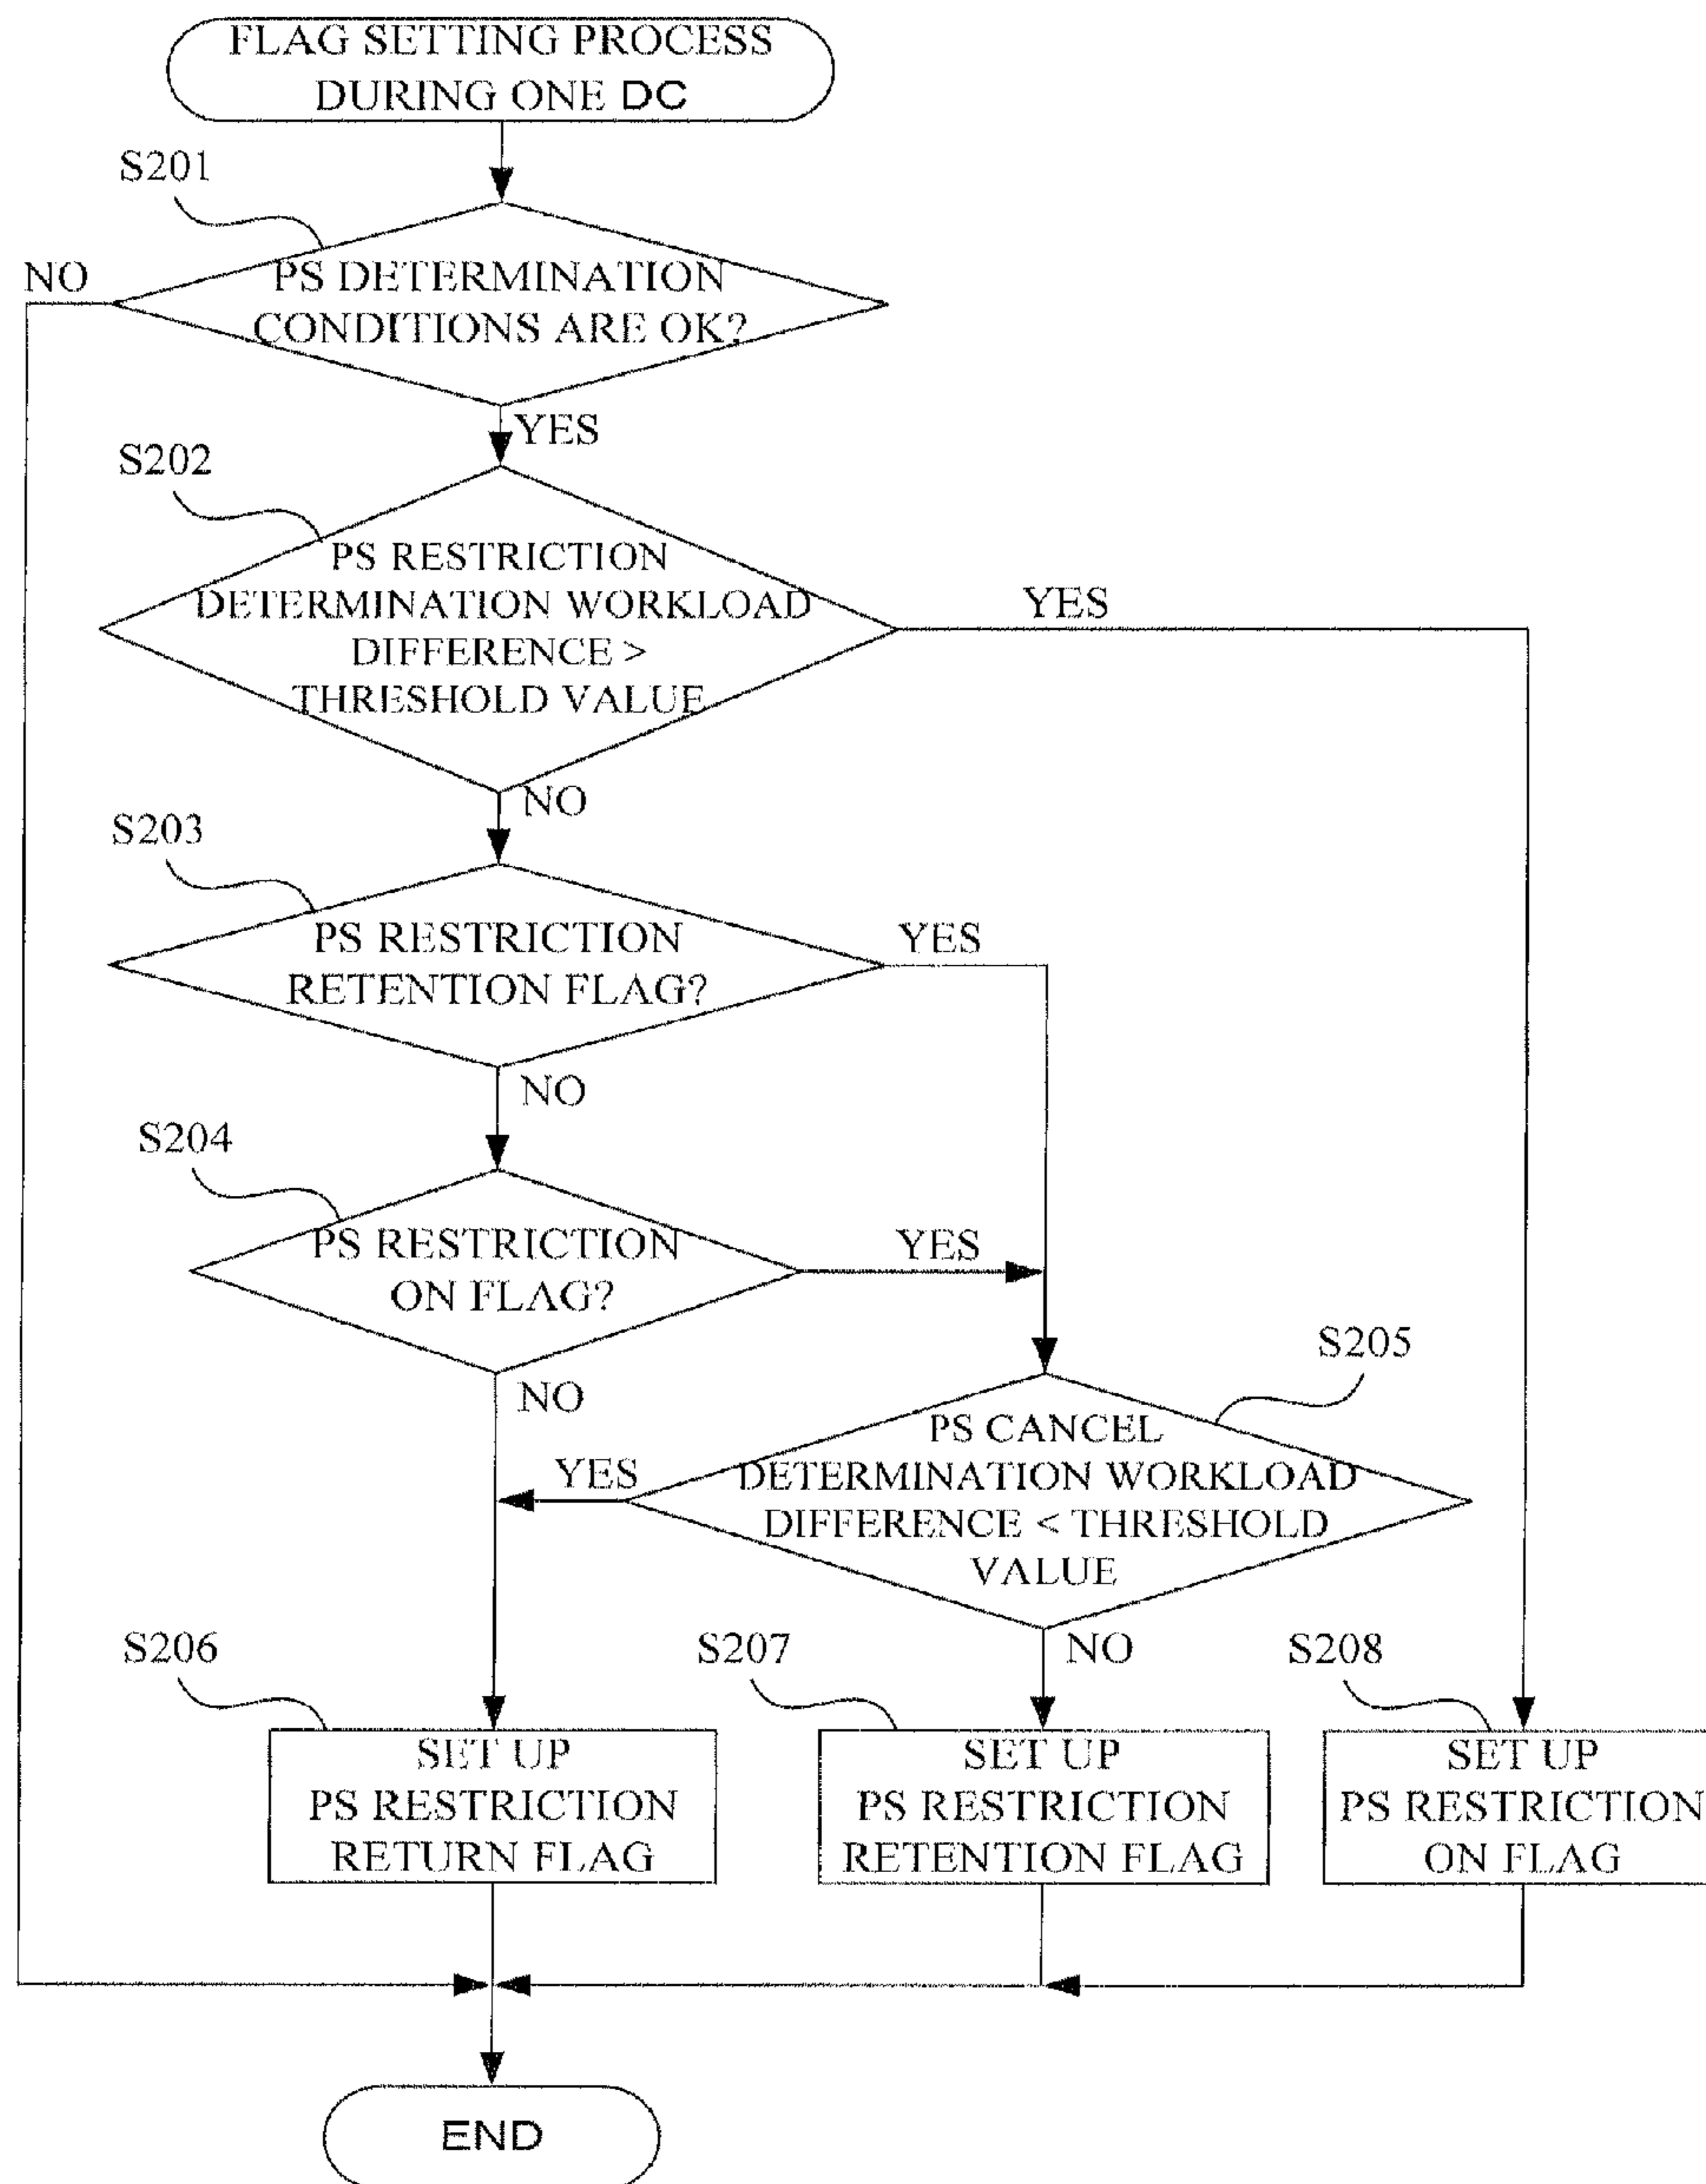 FLAG SETTING PROCESS
DURING ONE DC
S201
NO
PS DETERMINATION
CONDITIONS ARE OK?
YES
S202
PS RESTRICTION
DETERMINATION WORKLOAD
DIFFERENCE >
THRESHOLD VALUE
YES
NO
S203
PS RESTRICTION
RETENTION FLAG?
YES
NO
S204
PS RESTRICTION
ON FLAG?
YES
NO
S205
PS CANCEL
DETERMINATION WORKLOAD
DIFFERENCE < THRESHOLD
VALUE
YES
NO
S206
SET UP
PS RESTRICTION
RETURN FLAG
S207
SET UP
PS RESTRICTION
RETENTION FLAG
S208
SET UP
PS RESTRICTION
ON FLAG
END